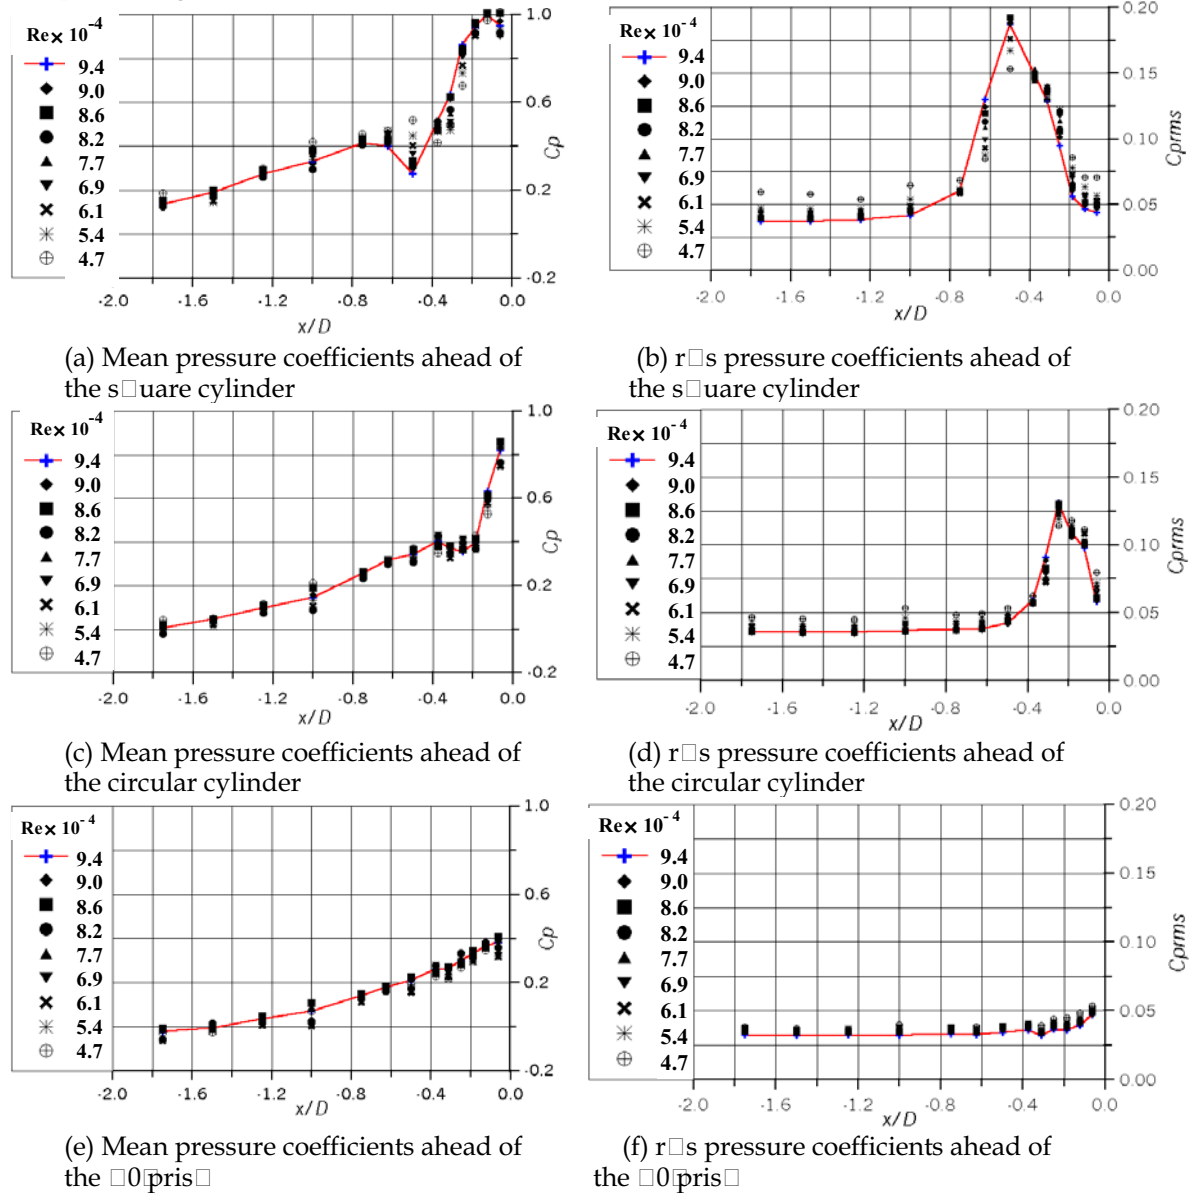 Re× 10⁻⁴
9.4
9.0
8.6
8.2
7.7
6.9
6.1
5.4
4.7
1.0
0.6
0.2
-0.2
Cp
-2.0 -1.6 -1.2 -0.8 -0.4 0.0
x/D
(a) Mean pressure coefficients ahead of
the s□uare cylinder
Re× 10⁻⁴
9.4
9.0
8.6
8.2
7.7
6.9
6.1
5.4
4.7
0.20
0.15
0.10
0.05
0.00
Cprms
-2.0 -1.6 -1.2 -0.8 -0.4 0.0
x/D
(b) r□s pressure coefficients ahead of
the s□uare cylinder
Re× 10⁻⁴
9.4
9.0
8.6
8.2
7.7
6.9
6.1
5.4
4.7
1.0
0.6
0.2
-0.2
Cp
-2.0 -1.6 -1.2 -0.8 -0.4 0.0
x/D
(c) Mean pressure coefficients ahead of
the circular cylinder
Re× 10⁻⁴
9.4
9.0
8.6
8.2
7.7
6.9
6.1
5.4
4.7
0.20
0.15
0.10
0.05
0.00
Cprms
-2.0 -1.6 -1.2 -0.8 -0.4 0.0
x/D
(d) r□s pressure coefficients ahead of
the circular cylinder
Re× 10⁻⁴
9.4
9.0
8.6
8.2
7.7
6.9
6.1
5.4
4.7
1.0
0.6
0.2
-0.2
Cp
-2.0 -1.6 -1.2 -0.8 -0.4 0.0
x/D
(e) Mean pressure coefficients ahead of
the □0□pris□
Re× 10⁻⁴
9.4
9.0
8.6
8.2
7.7
6.9
6.1
5.4
4.7
0.20
0.15
0.10
0.05
0.00
Cprms
-2.0 -1.6 -1.2 -0.8 -0.4 0.0
x/D
(f) r□s pressure coefficients ahead of
the □0□pris□